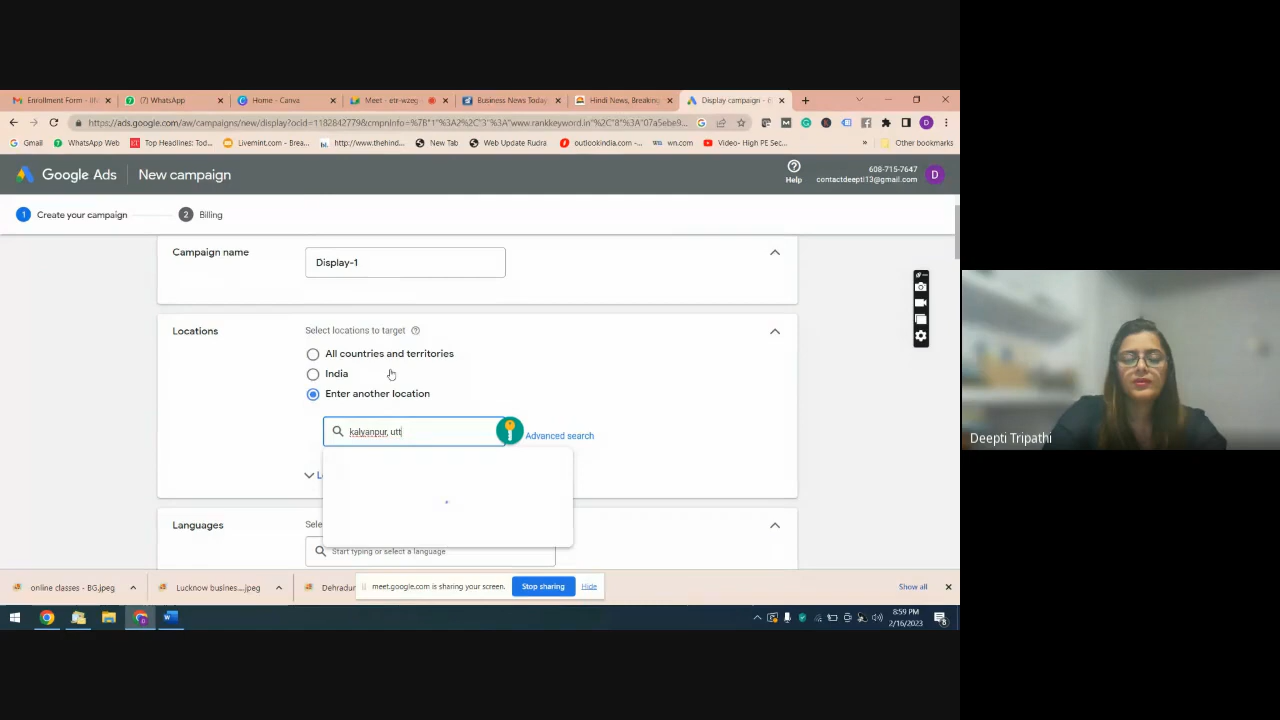 Enrollment Form - IIM
(7) WhatsApp
Home - Canva
Meet - etr-wzeg
Business News Today
Hindi News, Breaking
Display campaign -
https://ads.google.com/aw/campaigns/new/display?ocid=1182842779&cmpnInfo=%7B"1"%3A2%2C"3"%3A"www.rankkeyword.in"%2C"8"%3A"07a5ebe9...
Gmail
WhatsApp Web
Top Headlines: Tod...
Livemint.com - Brea...
http://www.thehind...
New Tab
Web Update Rudra
outlookindia.com
wn.com
Video- High PE Sec...
Other bookmarks
Google Ads
New campaign
Help
608-715-7647
contactdeepti13@gmail.com
D
1 Create your campaign
2 Billing
Campaign name
Display-1
Locations
Select locations to target
All countries and territories
India
Enter another location
kalyanpur, utt
Advanced search
Languages
Start typing or select a language
Deepti Tripathi
online classes - BG.jpeg
Lucknow busines....jpeg
Dehradun
meet.google.com is sharing your screen.
Stop sharing
Hide
Show all
8:59 PM
2/16/2023